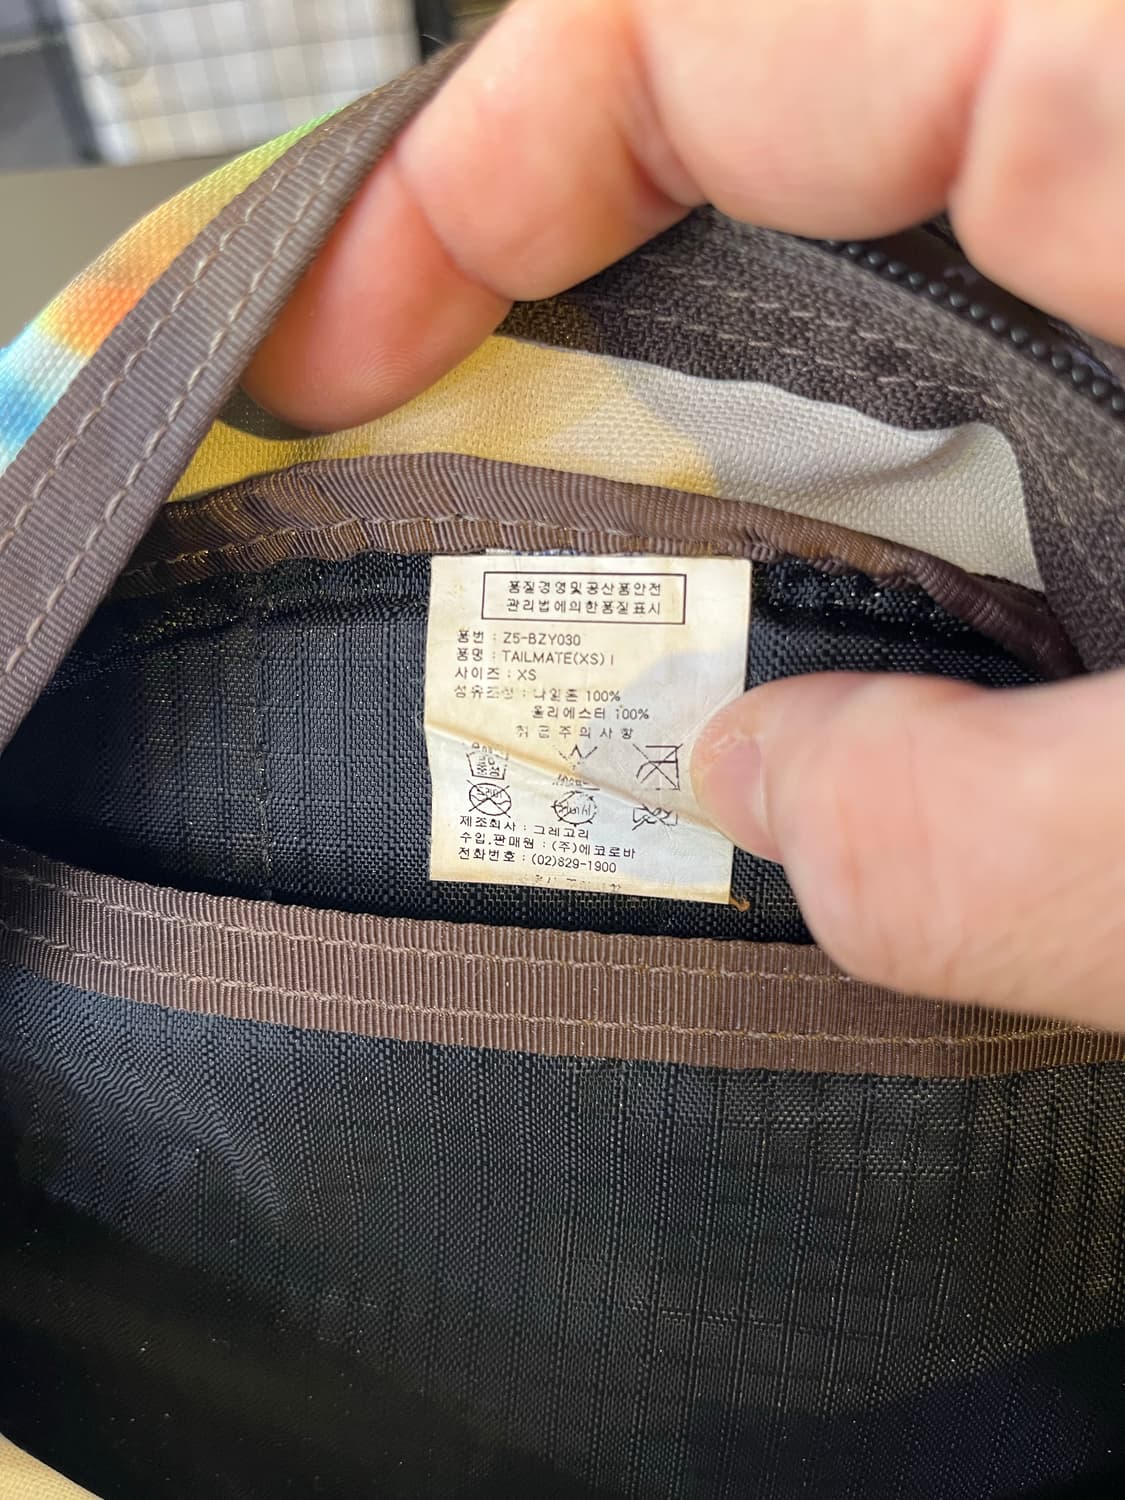 품질경영및공산품안전
관리법에의한품질표시
품번 : Z5-BZY030
품명 : TAILMATE(XS) I
사이즈 : XS
섬유조성 : 나일론 100%
폴리에스터 100%
취급주의사항
제조회사 : 그레고리
수입.판매원 : (주)에코로바
전화번호 : (02)829-1900